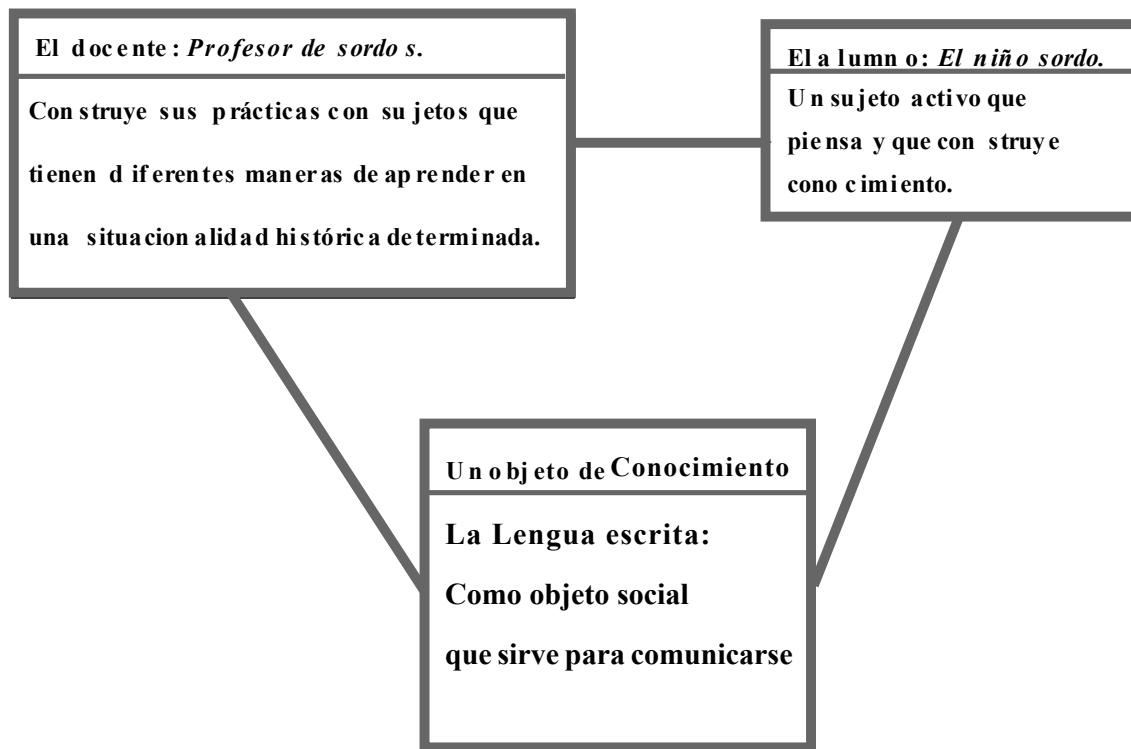 El docente: Profesor de sordos.
Construye sus prácticas con sujetos que
tienen diferentes maneras de aprender en
una situacionalidad histórica determinada.
El alumno: El niño sordo.
Un sujeto activo que
piensa y que construye
conocimiento.
Un objeto de Conocimiento
La Lengua escrita:
Como objeto social
que sirve para comunicarse